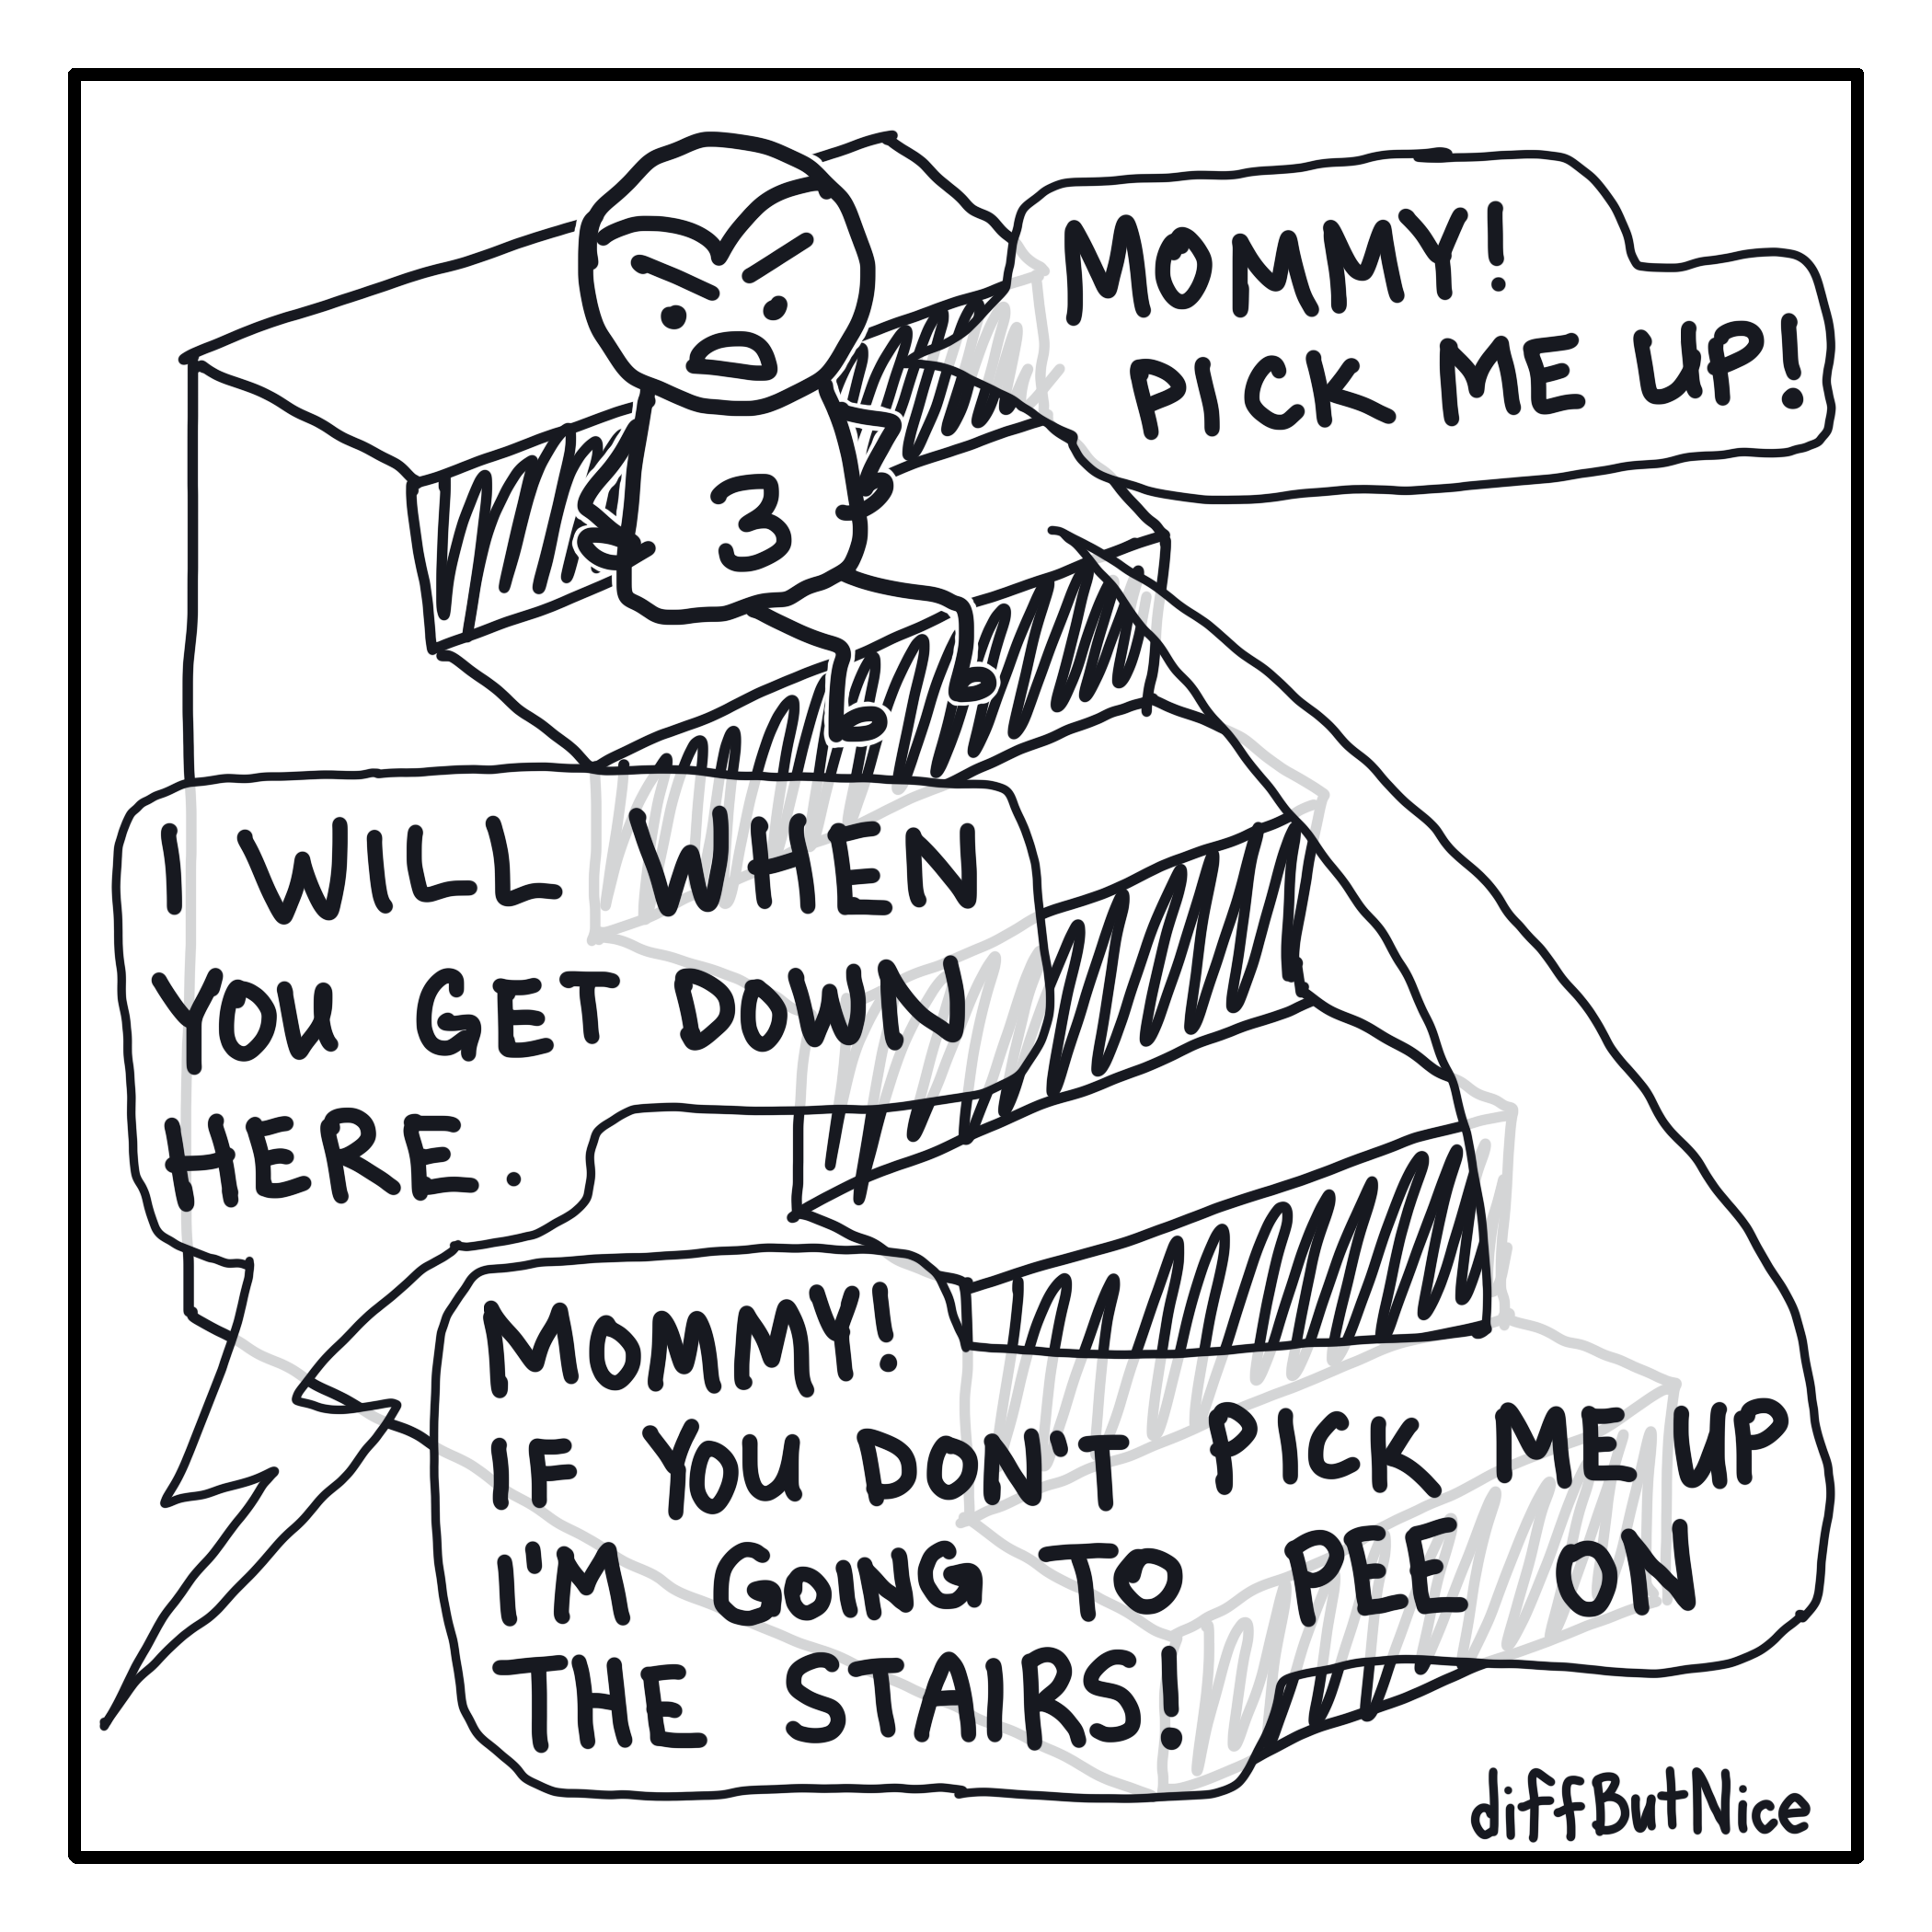 MOMMY!
PICK ME UP!
3
I WILL WHEN
YOU GET DOWN
HERE.
MOMMY!
IF YOU DON'T PICK ME UP
I'M GOING TO PEE ON
THE STAIRS!
diffButNice